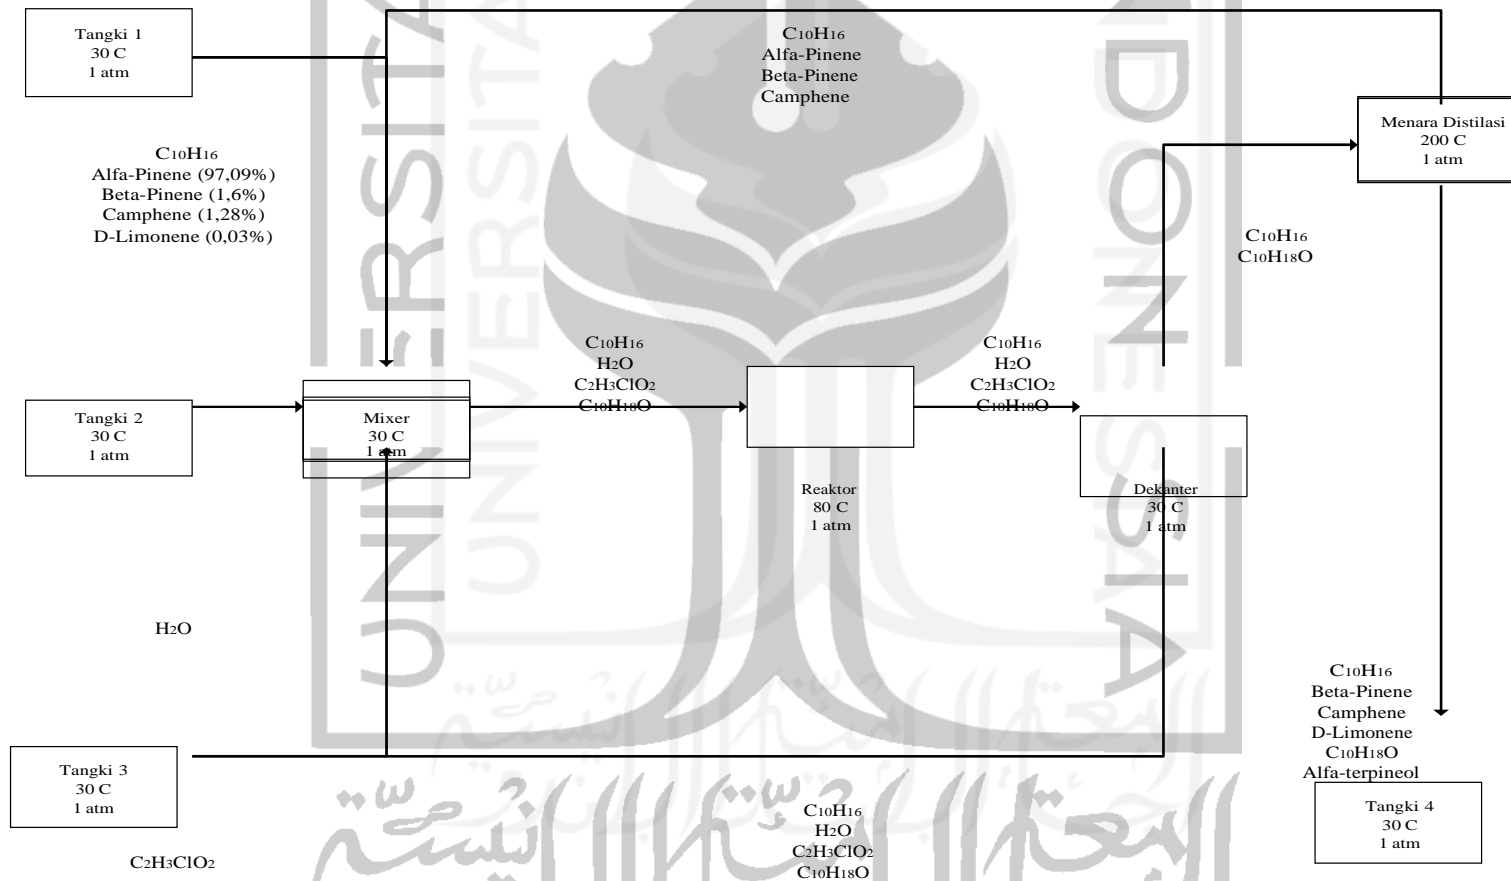 Tangki 1
30 C
1 atm
C10H16
Alfa-Pinene
Beta-Pinene
Camphene
Menara Distilasi
200 C
1 atm
C10H16
Alfa-Pinene (97,09%)
Beta-Pinene (1,6%)
Camphene (1,28%)
D-Limonene (0,03%)
C10H16
C10H18O
C10H16
H2O
C2H3ClO2
C10H18O
C10H16
H2O
C2H3ClO2
C10H18O
Tangki 2
30 C
1 atm
Mixer
30 C
1 atm
Reaktor
80 C
1 atm
Dekanter
30 C
1 atm
H2O
C10H16
Beta-Pinene
Camphene
D-Limonene
C10H18O
Alfa-terpineol
Tangki 3
30 C
1 atm
Tangki 4
30 C
1 atm
C10H16
H2O
C2H3ClO2
C10H18O
C2H3ClO2